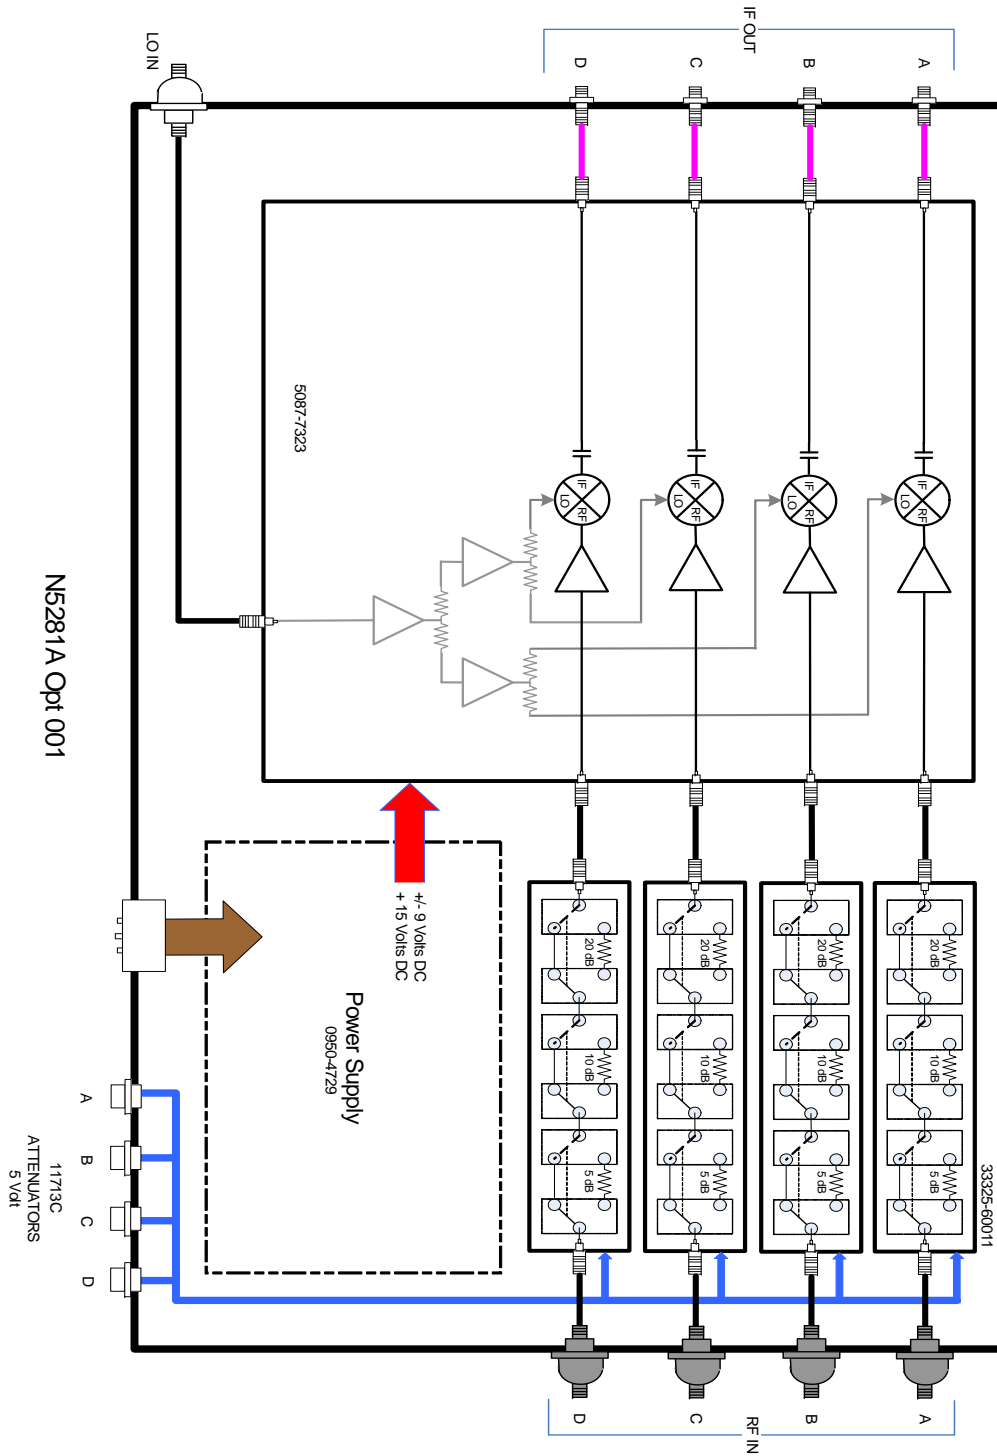 IF OUT
A
B
C
D
LO IN
5087-7323
IF
LO
RF
IF
LO
RF
IF
LO
RF
IF
LO
RF
N5281A Opt 001
+/- 9 Volts DC
+ 15 Volts DC
Power Supply
0950-4729
33325-60011
20 dB
10 dB
5 dB
20 dB
10 dB
5 dB
20 dB
10 dB
5 dB
20 dB
10 dB
5 dB
A
B
C
D
11713C
ATTENUATORS
5 Volt
A
B
C
D
RF IN